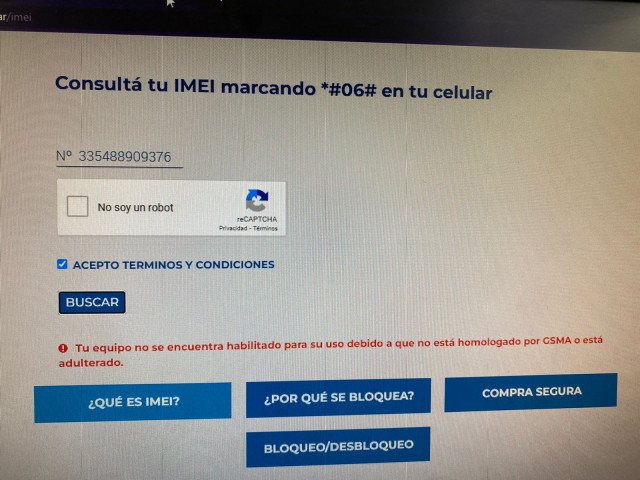 ar/imei
Consultá tu IMEI marcando *#06# en tu celular
Nº 335488909376
No soy un robot
reCAPTCHA
Privacidad - Términos
ACEPTO TERMINOS Y CONDICIONES
BUSCAR
Tu equipo no se encuentra habilitado para su uso debido a que no está homologado por GSMA o está
adulterado.
¿QUÉ ES IMEI?
¿POR QUÉ SE BLOQUEA?
COMPRA SEGURA
BLOQUEO/DESBLOQUEO